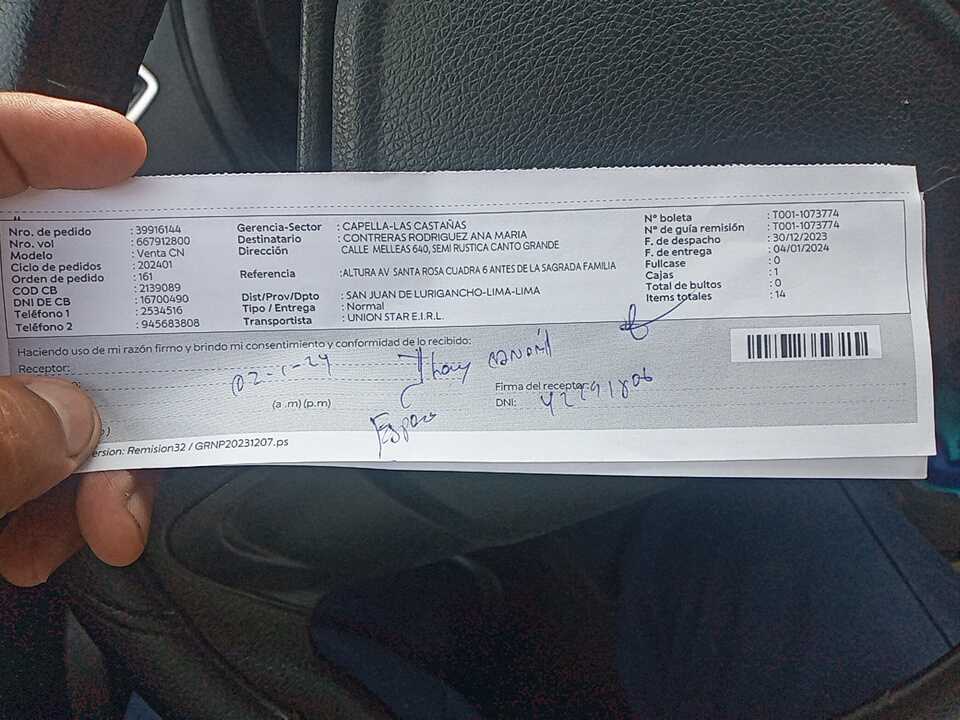 Nro. de pedido : 39916144
Nro. vol : 667912800
Modelo : Venta CN
Ciclo de pedidos : 202401
Orden de pedido : 161
COD CB : 2139089
DNI DE CB : 16700490
Teléfono 1 : 2534516
Teléfono 2 : 945683808
Gerencia-Sector : CAPELLA-LAS CASTAÑAS
Destinatario : CONTRERAS RODRIGUEZ ANA MARIA
Dirección CALLE MELLEAS 640, SEMI RUSTICA CANTO GRANDE
Referencia :ALTURA AV SANTA ROSA CUADRA 6 ANTES DE LA SAGRADA FAMILIA
Dist/Prov/Dpto : SAN JUAN DE LURIGANCHO-LIMA-LIMA
Tipo / Entrega : Normal
Transportista : UNION STAR E.I.R.L.
N° boleta : T001-1073774
N° de guía remisión : T001-1073774
F. de despacho : 30/12/2023
F. de entrega : 04/01/2024
Fullcase : 0
Cajas : 1
Total de bultos : 0
Items totales : 14
Haciendo uso de mi razón firmo y brindo mi consentimiento y conformidad de lo recibido:
Receptor:
02-1-24
(a .m) (p.m)
Firma del receptor:
DNI:
ersion: Remision32 / GRNP20231207.ps